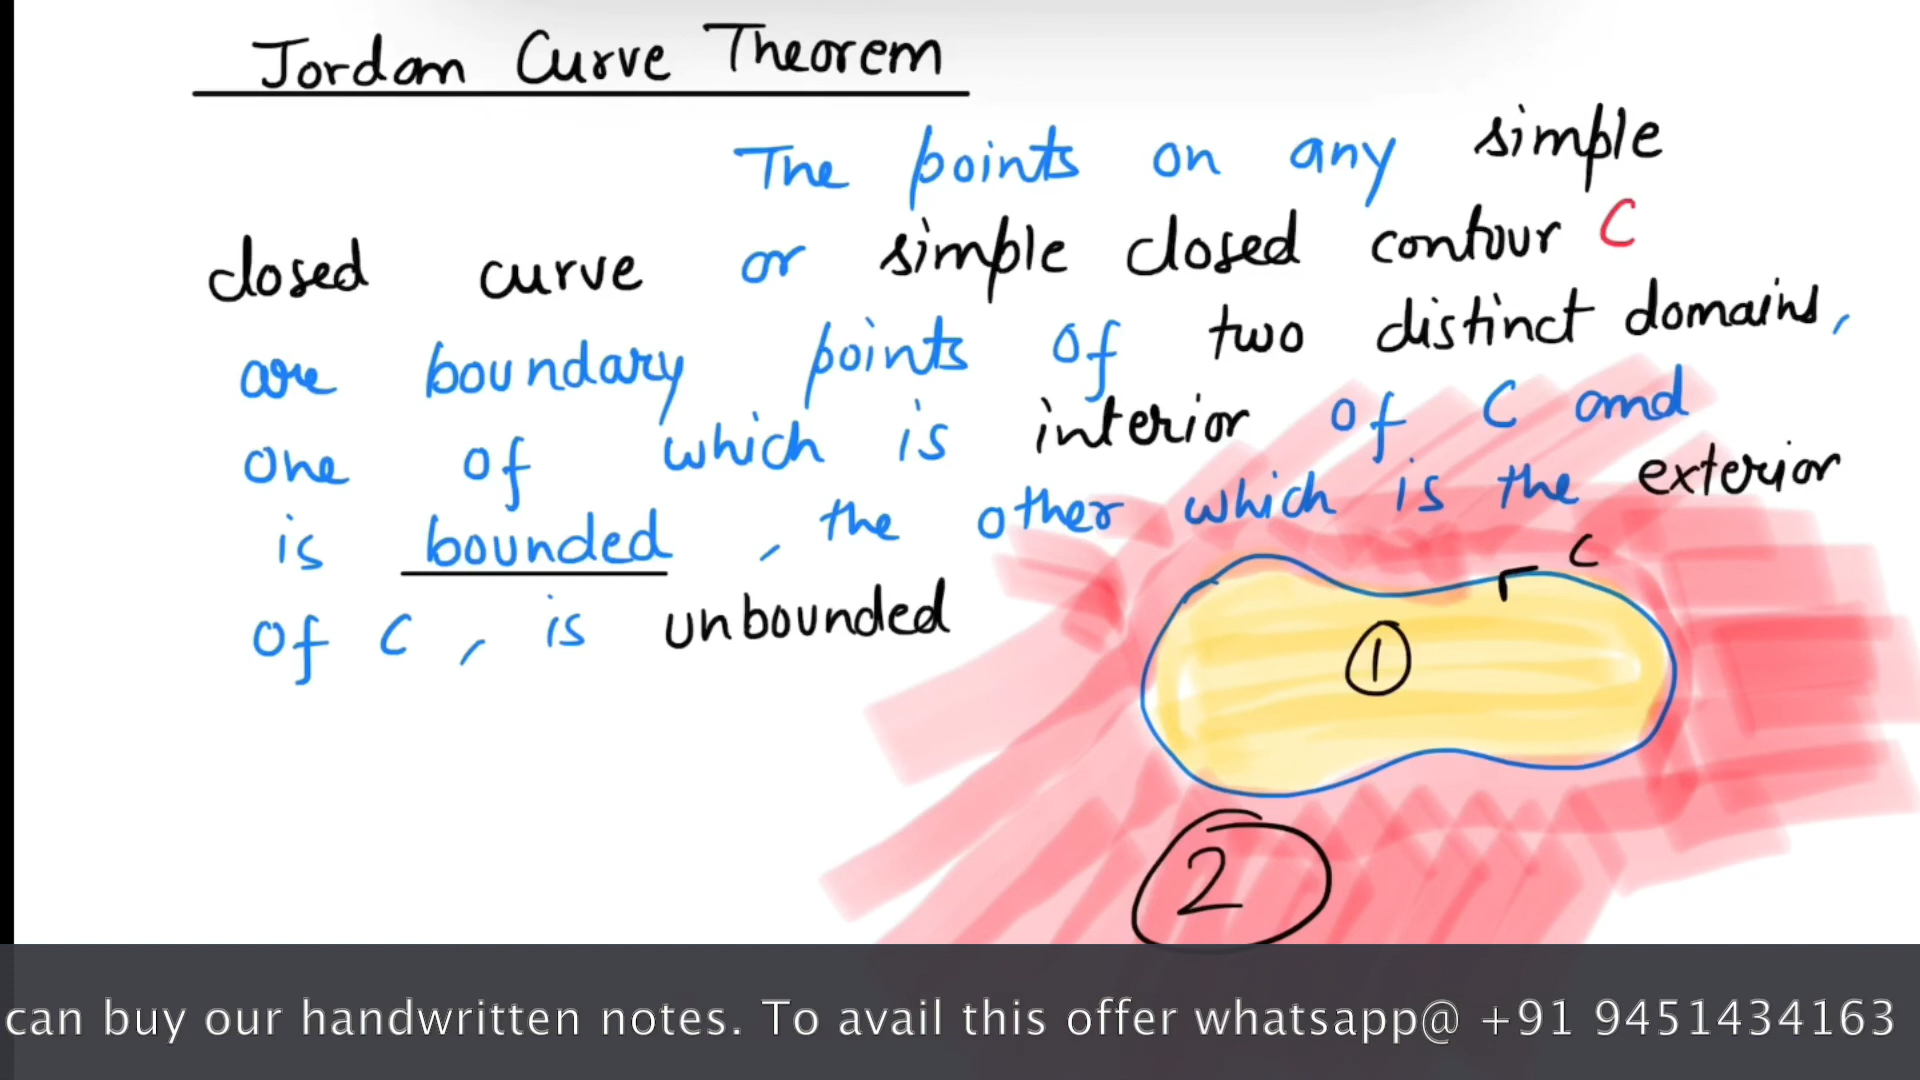 Jordan Curve Theorem
The points on any simple
closed curve or simple closed contour C
are boundary points of two distinct domains,
one of which is interior of C and
is bounded, the other which is the exterior
of C, is unbounded
C
1
2
can buy our handwritten notes. To avail this offer whatsapp@ +91 9451434163